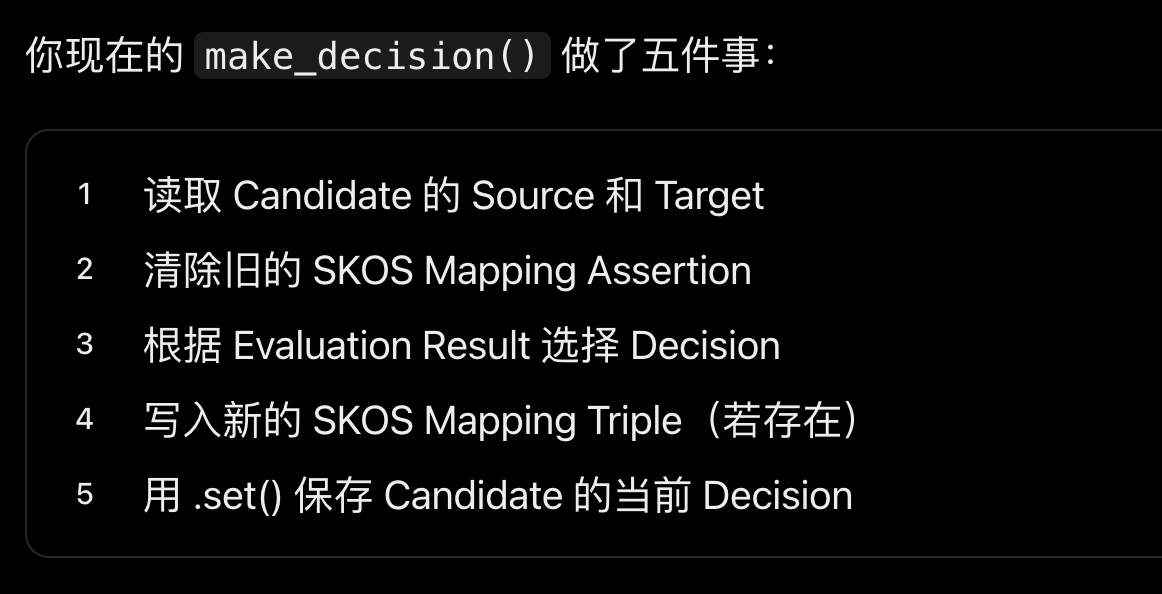 你现在的 make_decision() 做了五件事：
1 读取 Candidate 的 Source 和 Target
2 清除旧的 SKOS Mapping Assertion
3 根据 Evaluation Result 选择 Decision
4 写入新的 SKOS Mapping Triple（若存在）
5 用 .set() 保存 Candidate 的当前 Decision